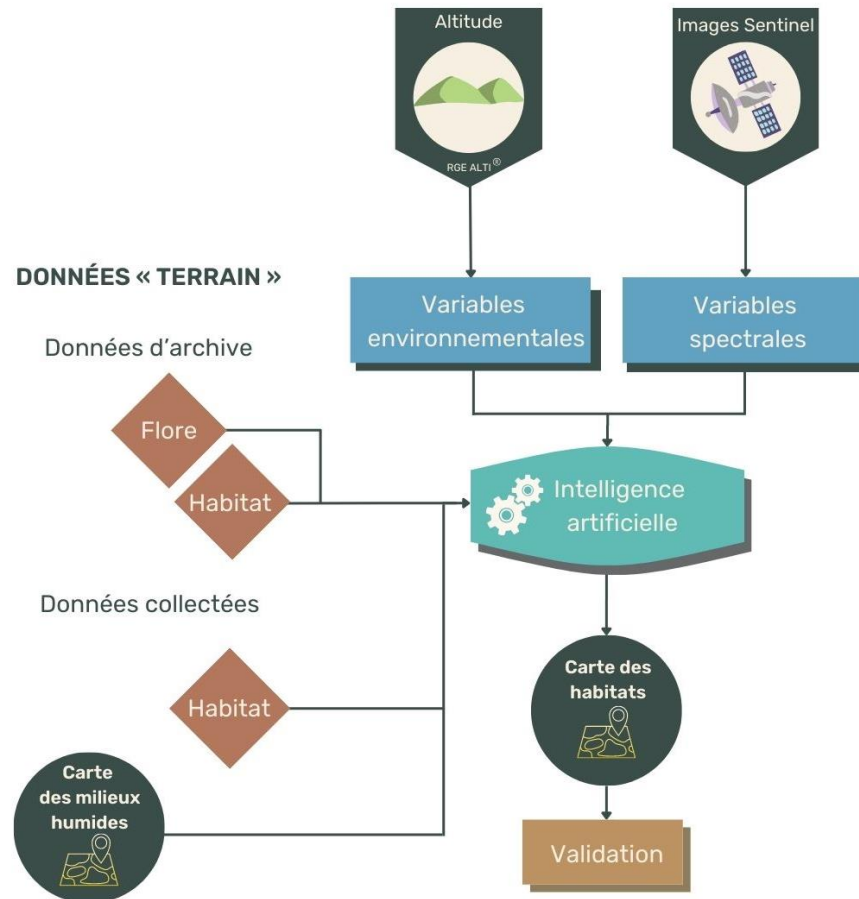 Altitude
RGE ALTI®
Images Sentinel
DONNÉES « TERRAIN »
Variables
environnementales
Variables
spectrales
Données d'archive
Flore
Habitat
Intelligence
artificielle
Données collectées
Habitat
Carte des
habitats
Carte
des milieux
humides
Validation